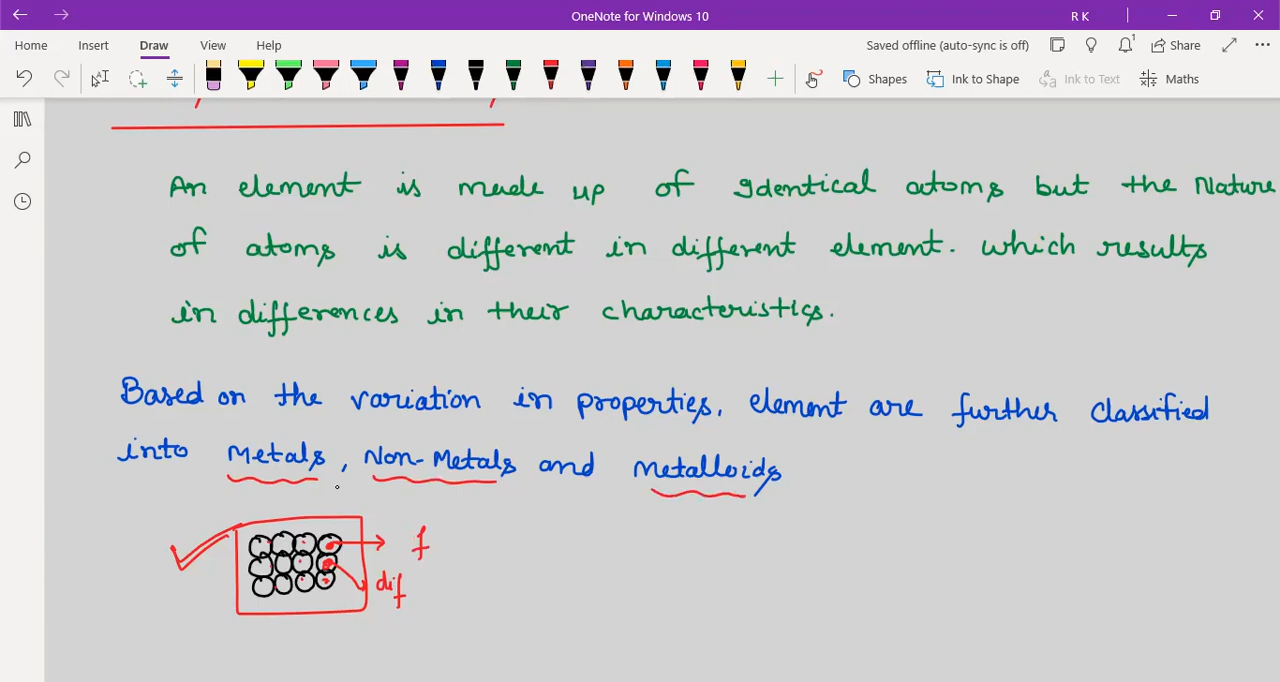 OneNote for Windows 10
R K
Home Insert Draw View Help
Saved offline (auto-sync is off)
Share
Shapes
Ink to Shape
Ink to Text
Maths
An element is made up of Identical atoms but the Nature
of atoms is different in different element. which results
in differences in their characteristics.
Based on the variation in properties, element are further classified
into Metals, Non-Metals and Metalloids
f
dif